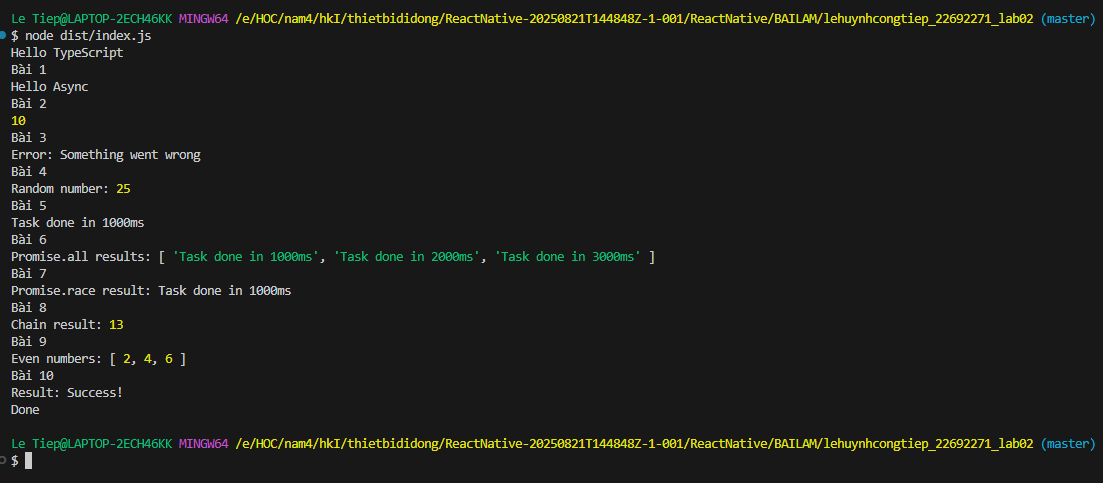 Le Tiep@LAPTOP-2ECH46KK MINGW64 /e/HOC/nam4/hkI/thietbididong/ReactNative-20250821T144848Z-1-001/ReactNative/BAILAM/lehuynhcongtiep_22692271_lab02 (master)
$ node dist/index.js
Hello TypeScript
Bài 1
Hello Async
Bài 2
10
Bài 3
Error: Something went wrong
Bài 4
Random number: 25
Bài 5
Task done in 1000ms
Bài 6
Promise.all results: [ 'Task done in 1000ms', 'Task done in 2000ms', 'Task done in 3000ms' ]
Bài 7
Promise.race result: Task done in 1000ms
Bài 8
Chain result: 13
Bài 9
Even numbers: [ 2, 4, 6 ]
Bài 10
Result: Success!
Done
Le Tiep@LAPTOP-2ECH46KK MINGW64 /e/HOC/nam4/hkI/thietbididong/ReactNative-20250821T144848Z-1-001/ReactNative/BAILAM/lehuynhcongtiep_22692271_lab02 (master)
$